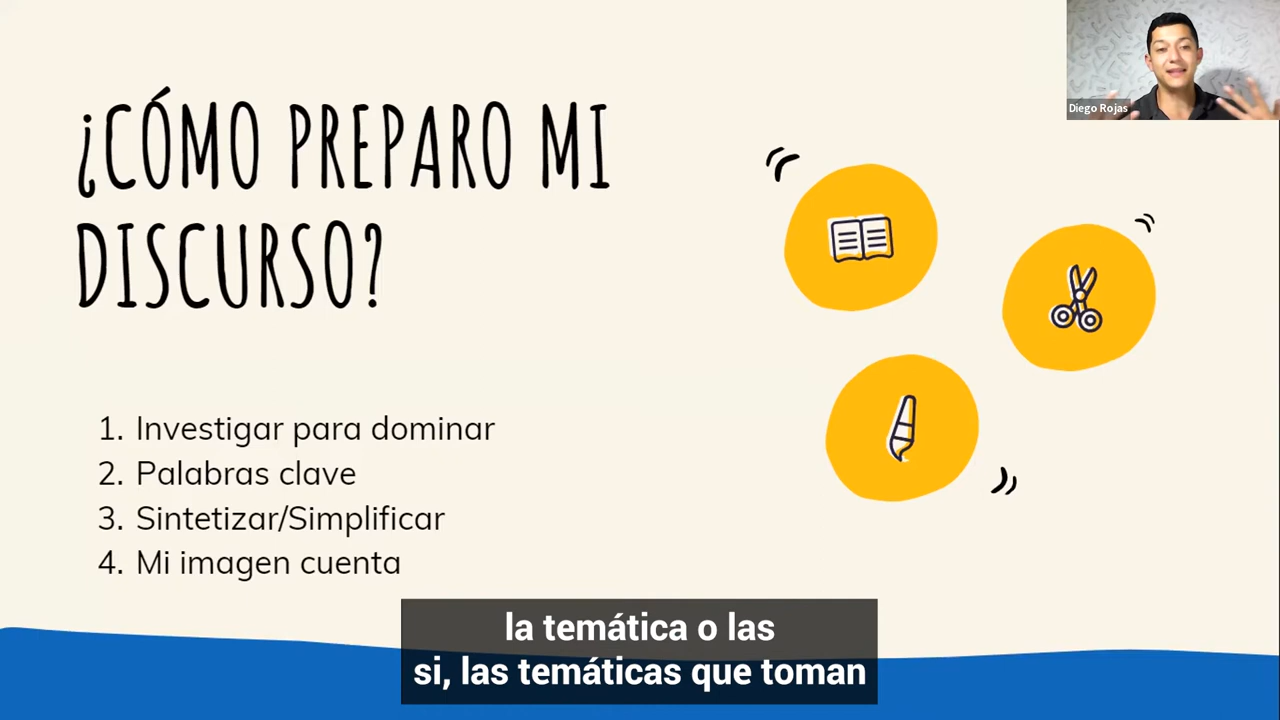 ¿CÓMO PREPARO MI
DISCURSO?
Diego Rojas
1. Investigar para dominar
2. Palabras clave
3. Sintetizar/Simplificar
4. Mi imagen cuenta
la temática o las
si, las temáticas que toman